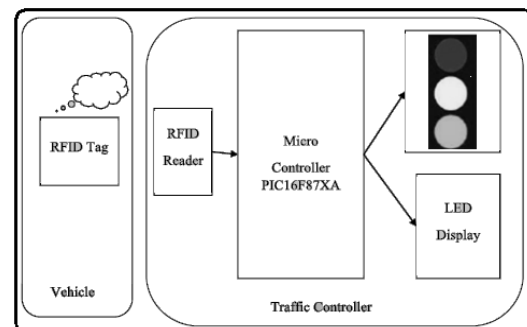 RFID Tag
Vehicle
RFID
Reader
Micro
Controller
PIC16F87XA
LED
Display
Traffic Controller